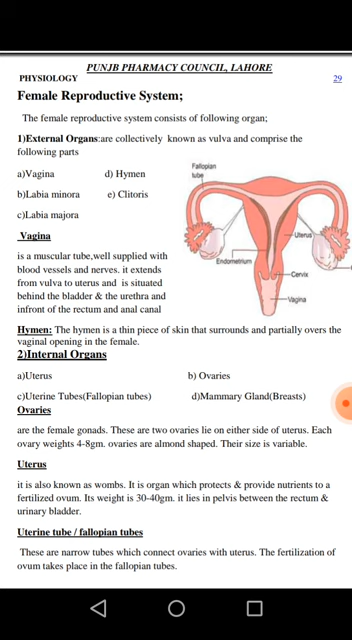 PUNJB PHARMACY COUNCIL, LAHORE
PHYSIOLOGY 29
Female Reproductive System;
The female reproductive system consists of following organ;
1)External Organs:are collectively known as vulva and comprise the
following parts
a)Vagina d) Hymen
b)Labia minora e) Clitoris
c)Labia majora
Fallopian
tube
Uterus
Endometrium
Cervix
Vagina
Vagina
is a muscular tube,well supplied with
blood vessels and nerves. it extends
from vulva to uterus and is situated
behind the bladder & the urethra and
infront of the rectum and anal canal
Hymen: The hymen is a thin piece of skin that surrounds and partially overs the
vaginal opening in the female.
2)Internal Organs
a)Uterus b) Ovaries
c)Uterine Tubes(Fallopian tubes) d)Mammary Gland(Breasts)
Ovaries
are the female gonads. These are two ovaries lie on either side of uterus. Each
ovary weights 4-8gm. ovaries are almond shaped. Their size is variable.
Uterus
it is also known as wombs. It is organ which protects & provide nutrients to a
fertilized ovum. Its weight is 30-40gm. it lies in pelvis between the rectum &
urinary bladder.
Uterine tube / fallopian tubes
These are narrow tubes which connect ovaries with uterus. The fertilization of
ovum takes place in the fallopian tubes.